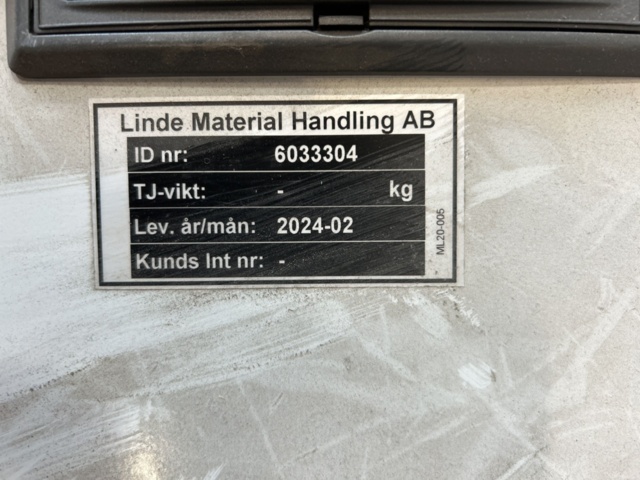 Linde Material Handling AB
ID nr: 6033304
TJ-vikt: - kg
Lev. år/mån: 2024-02
Kunds Int nr: -
ML20-005